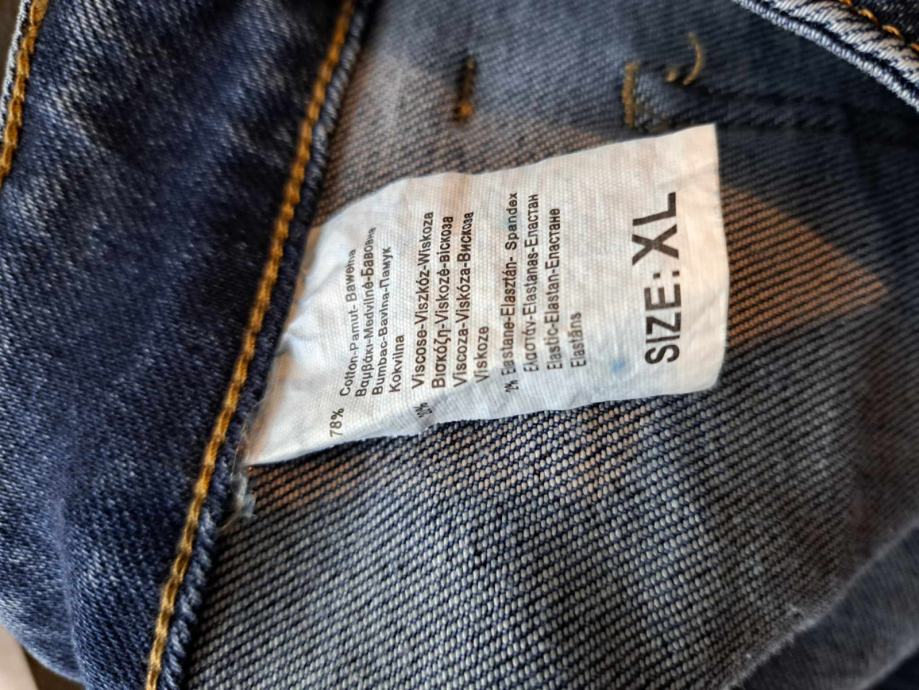 78% Cotton-Pamut-Bawełna
Βαμβάκι-Medvilnė-Бавовна
Bumbac-Bavlna-Памук
Kokvilna
Viscose-Viszkóz-Wiskoza
Βισκόζη-Viskozė-віскоза
Viscoza-Viskóza-Вискоза
Viskoze
2% Elastane-Elasztán- Spandex
Ελαστάν-Elastanas-Еластан
Elastic-Elastan-Еластане
Elastāns
SIZE: XL